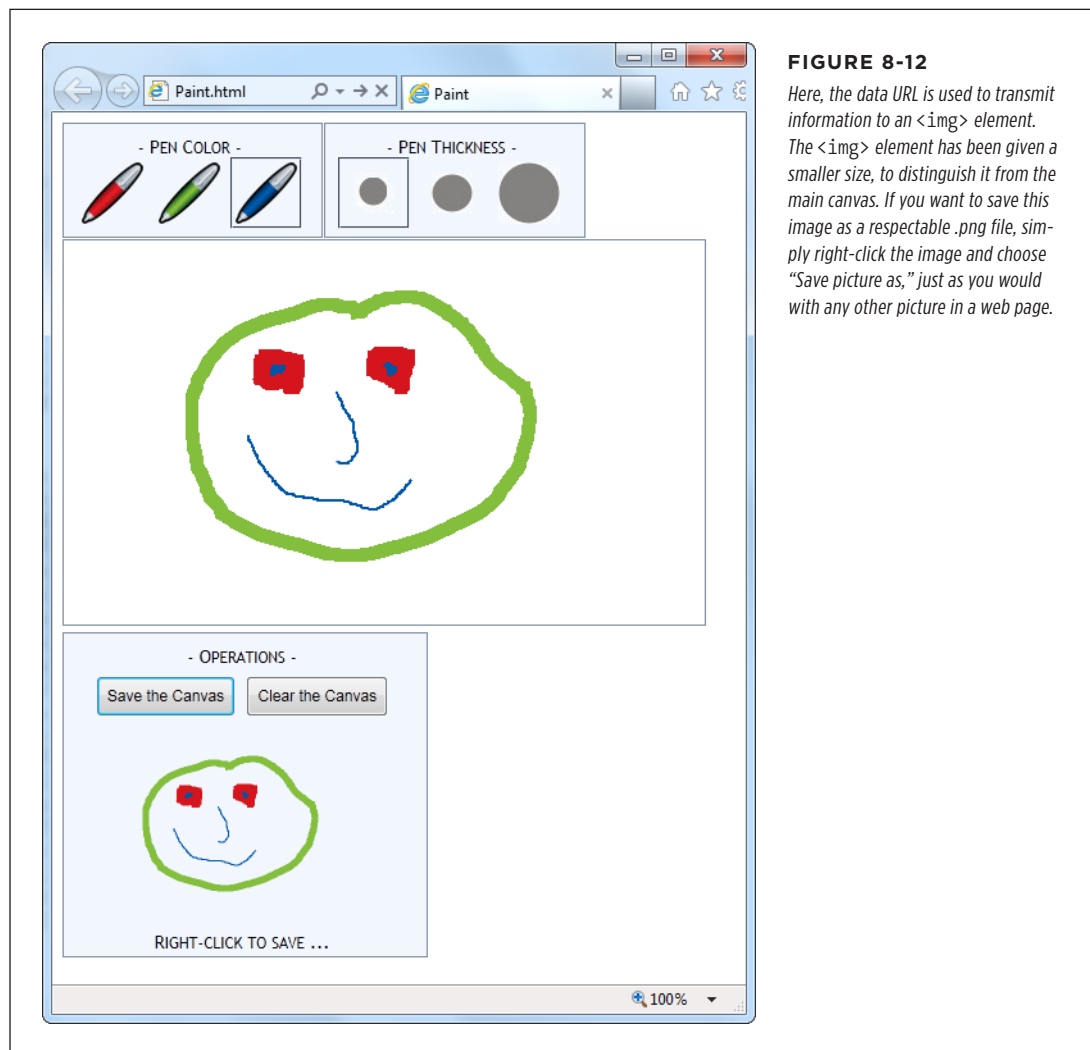 Paint.html
Paint
- PEN COLOR -
- PEN THICKNESS -
- OPERATIONS -
Save the Canvas
Clear the Canvas
RIGHT-CLICK TO SAVE ...
100%
FIGURE 8-12
Here, the data URL is used to transmit
information to an <img> element.
The <img> element has been given a
smaller size, to distinguish it from the
main canvas. If you want to save this
image as a respectable .png file, sim-
ply right-click the image and choose
“Save picture as,” just as you would
with any other picture in a web page.